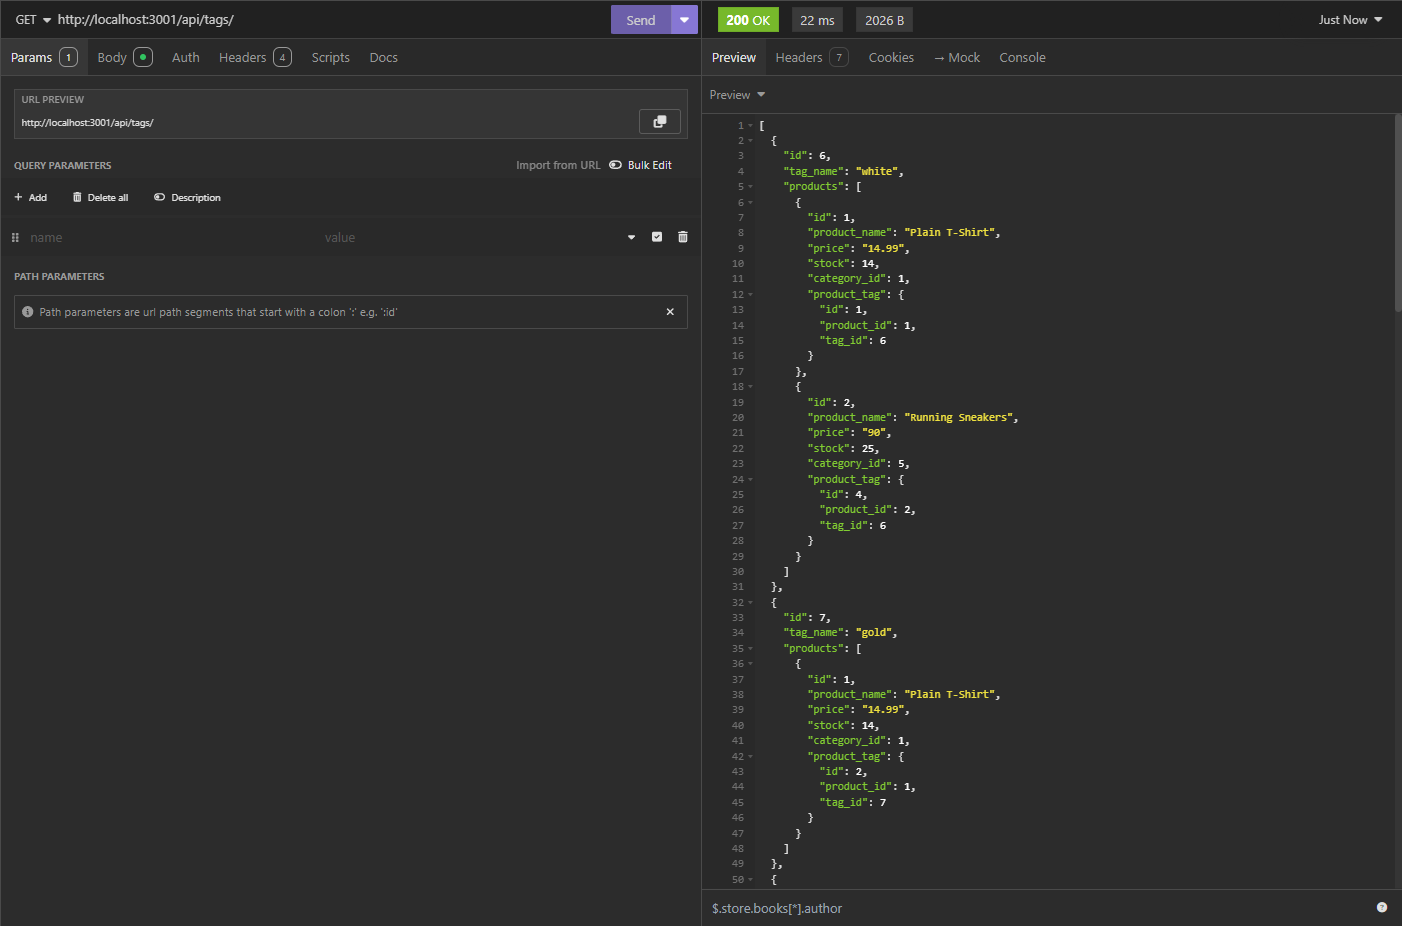 GET http://localhost:3001/api/tags/
Send
Params 1 Body Auth Headers 4 Scripts Docs
URL PREVIEW
http://localhost:3001/api/tags/
QUERY PARAMETERS
Import from URL Bulk Edit
+ Add Delete all Description
name value
PATH PARAMETERS
Path parameters are url path segments that start with a colon ':' e.g. ':id'
200 OK 22 ms 2026 B Just Now
Preview Headers 7 Cookies → Mock Console
Preview
1 [
2 {
3 "id": 6,
4 "tag_name": "white",
5 "products": [
6 {
7 "id": 1,
8 "product_name": "Plain T-Shirt",
9 "price": "14.99",
10 "stock": 14,
11 "category_id": 1,
12 "product_tag": {
13 "id": 1,
14 "product_id": 1,
15 "tag_id": 6
16 }
17 },
18 {
19 "id": 2,
20 "product_name": "Running Sneakers",
21 "price": "90",
22 "stock": 25,
23 "category_id": 5,
24 "product_tag": {
25 "id": 4,
26 "product_id": 2,
27 "tag_id": 6
28 }
29 }
30 ]
31 },
32 {
33 "id": 7,
34 "tag_name": "gold",
35 "products": [
36 {
37 "id": 1,
38 "product_name": "Plain T-Shirt",
39 "price": "14.99",
40 "stock": 14,
41 "category_id": 1,
42 "product_tag": {
43 "id": 2,
44 "product_id": 1,
45 "tag_id": 7
46 }
47 }
48 ]
49 },
50 {
$.store.books[*].author